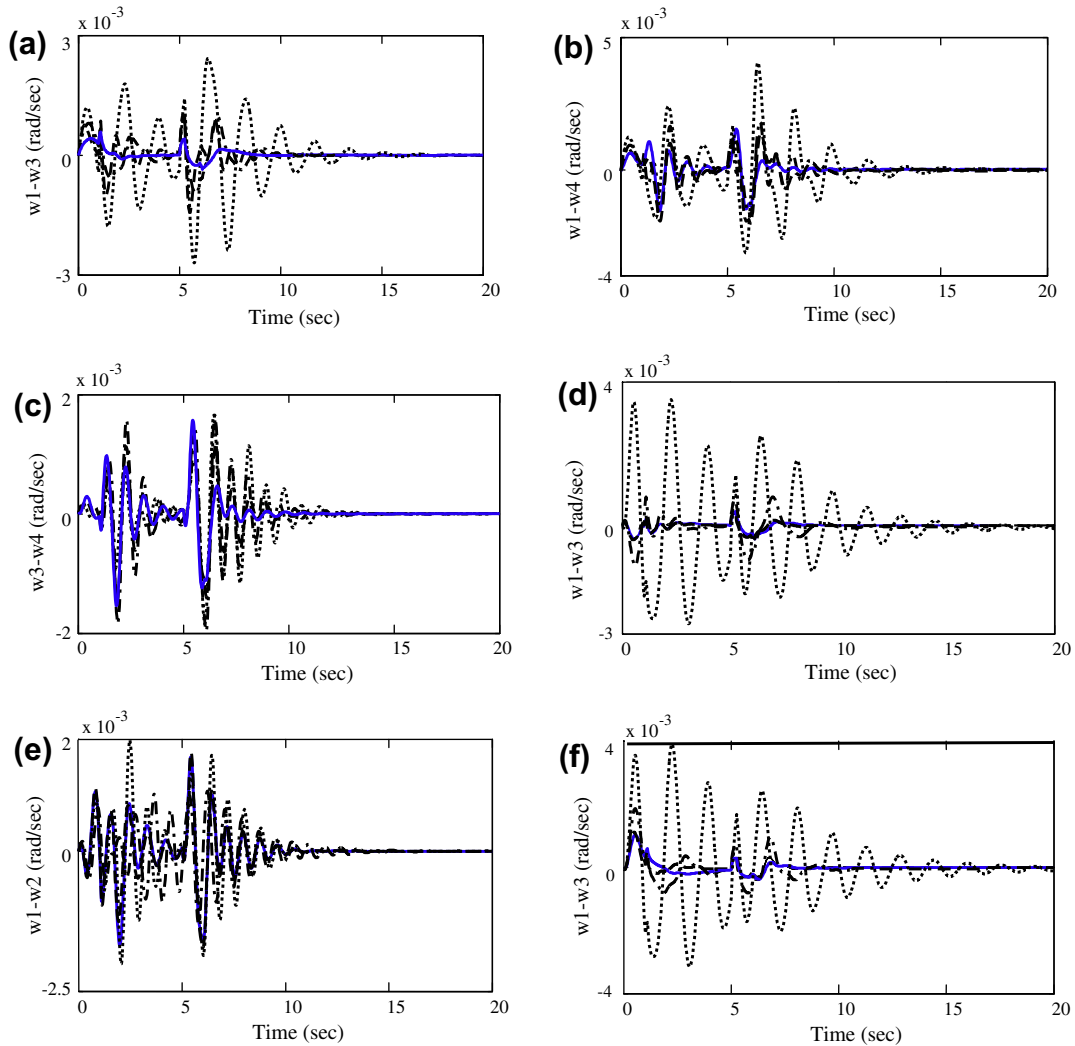 (a)
x 10-3
3
0
-3
w1-w3 (rad/sec)
0 5 10 15 20
Time (sec)
(b)
x 10-3
5
0
-4
w1-w4 (rad/sec)
0 5 10 15 20
Time (sec)
(c)
x 10-3
2
0
-2
w3-w4 (rad/sec)
0 5 10 15 20
Time (sec)
(d)
x 10-3
4
0
-3
w1-w3 (rad/sec)
0 5 10 15 20
Time (sec)
(e)
x 10-3
2
0
-2.5
w1-w2 (rad/sec)
0 5 10 15 20
Time (sec)
(f)
x 10-3
4
0
-4
w1-w3 (rad/sec)
0 5 10 15 20
Time (sec)